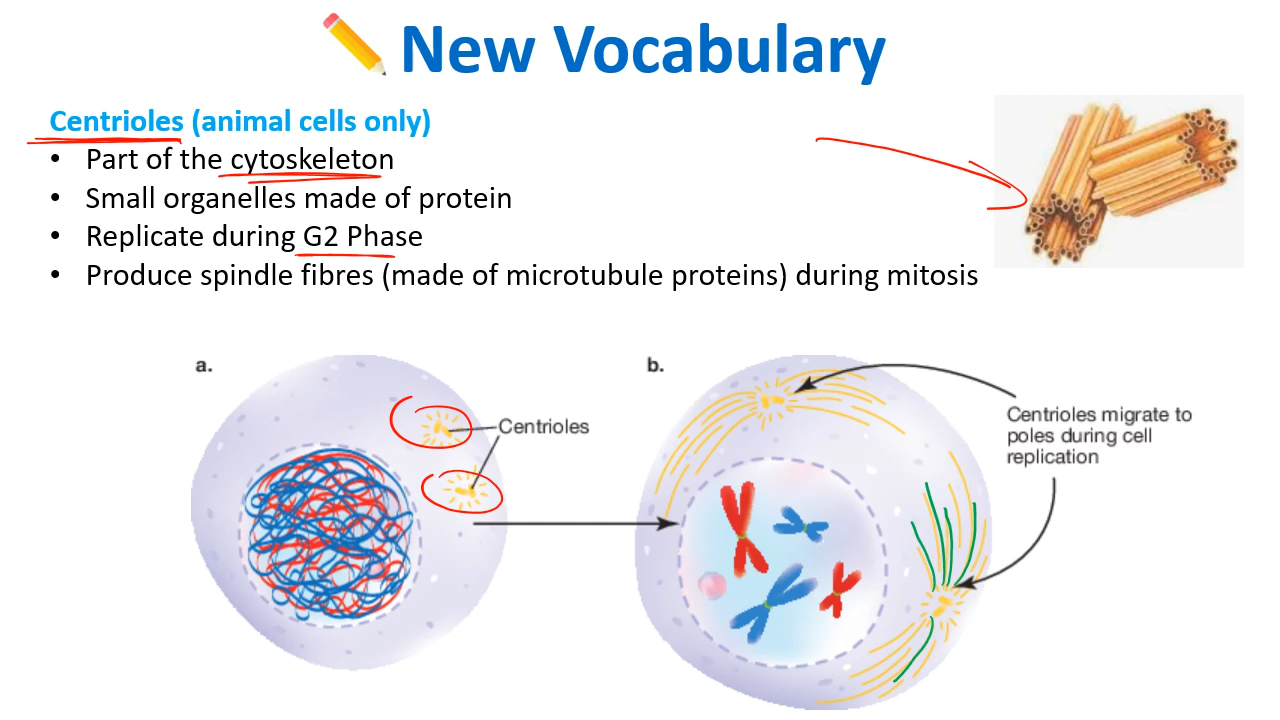 New Vocabulary
Centrioles (animal cells only)
• Part of the cytoskeleton
• Small organelles made of protein
• Replicate during G2 Phase
• Produce spindle fibres (made of microtubule proteins) during mitosis
a.
Centrioles
b.
Centrioles migrate to
poles during cell
replication